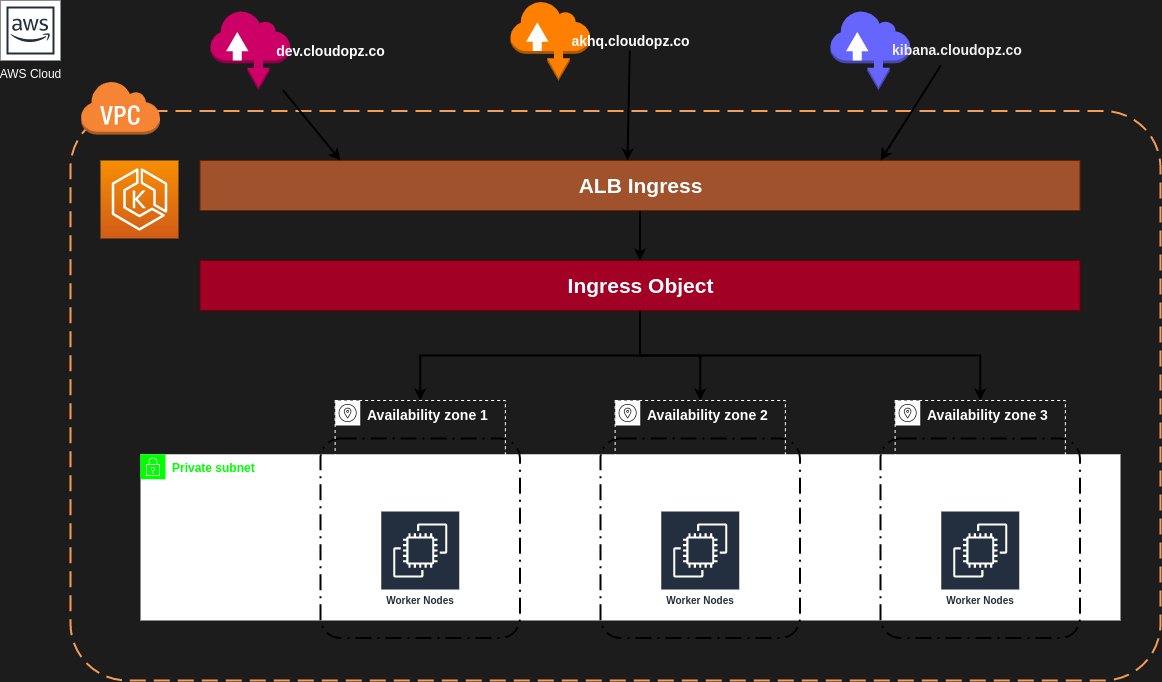 aws
AWS Cloud
dev.cloudopz.co
akhq.cloudopz.co
kibana.cloudopz.co
VPC
K
ALB Ingress
Ingress Object
Availability zone 1
Availability zone 2
Availability zone 3
Private subnet
Worker Nodes
Worker Nodes
Worker Nodes